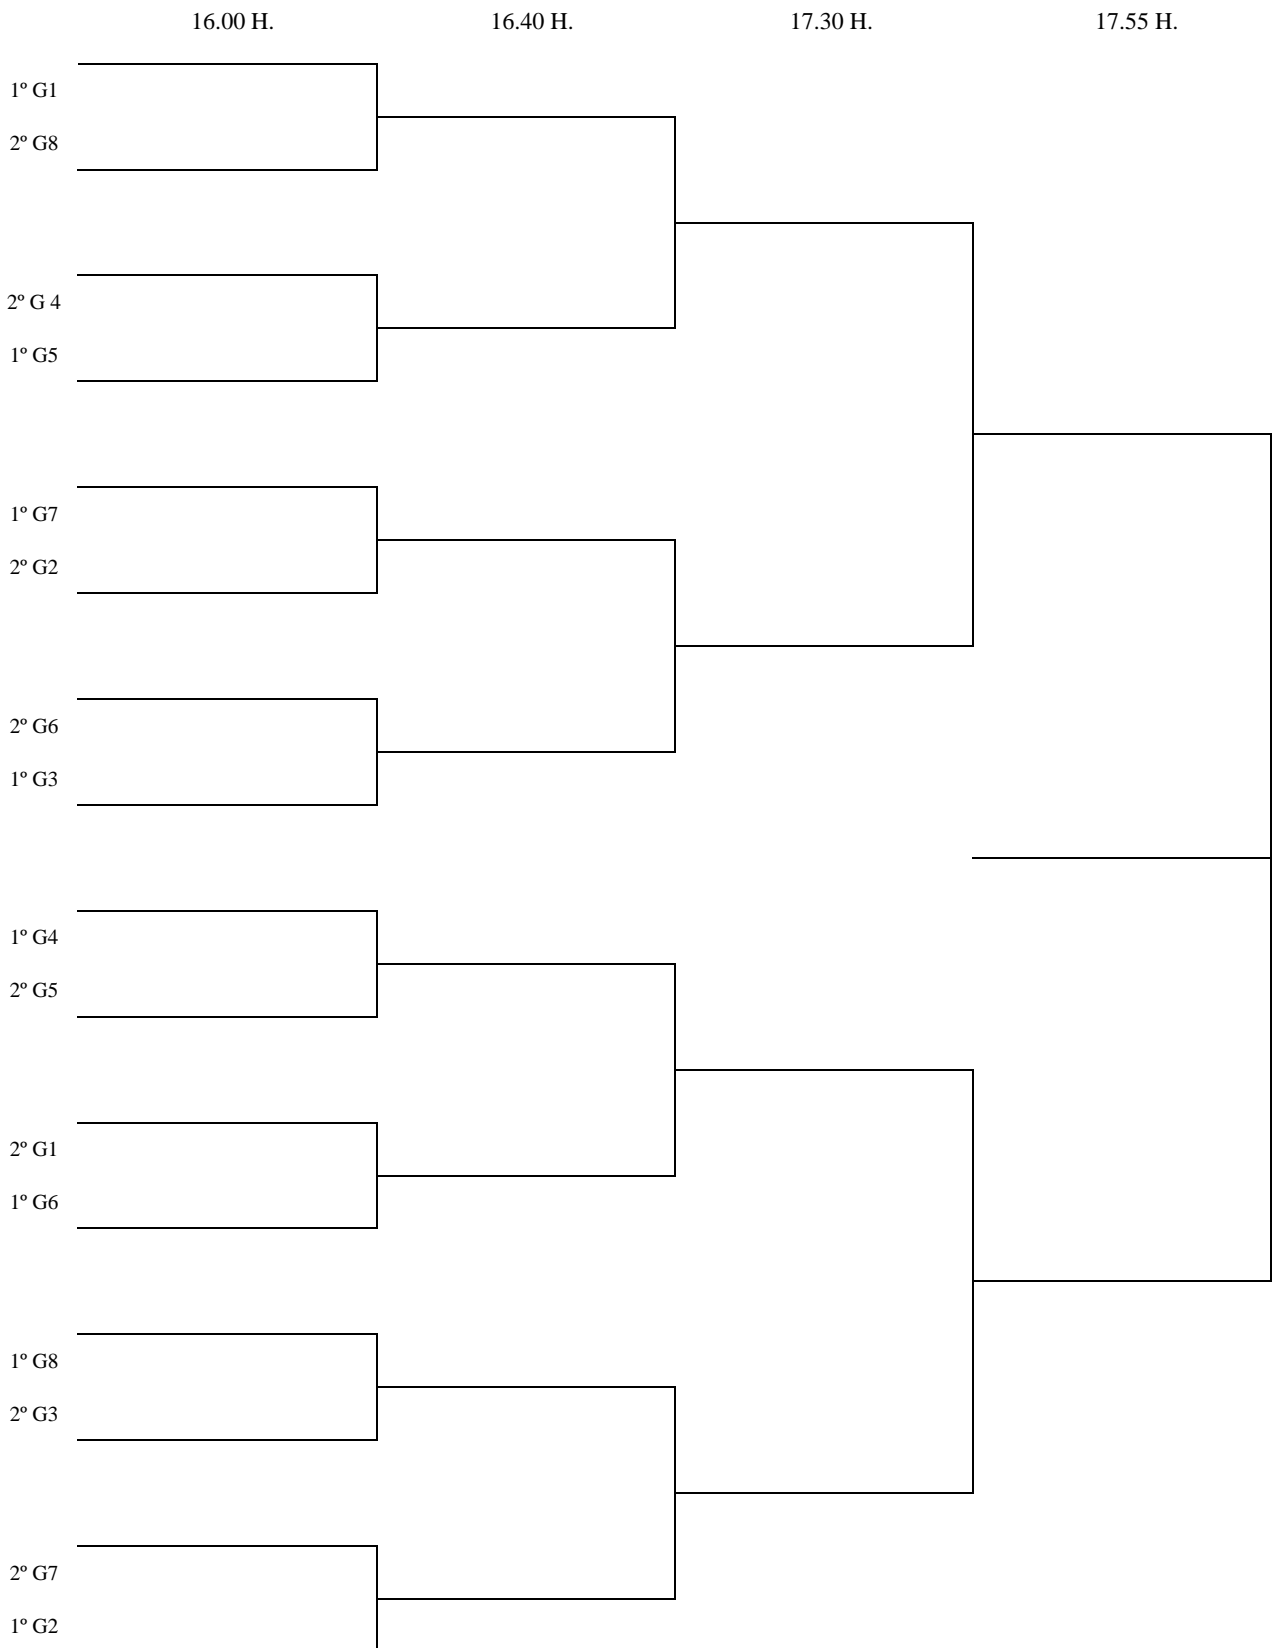 16.00 H. 16.40 H. 17.30 H. 17.55 H.
1º G1
2º G8
2º G 4
1º G5
1º G7
2º G2
2º G6
1º G3
1º G4
2º G5
2º G1
1º G6
1º G8
2º G3
2º G7
1º G2